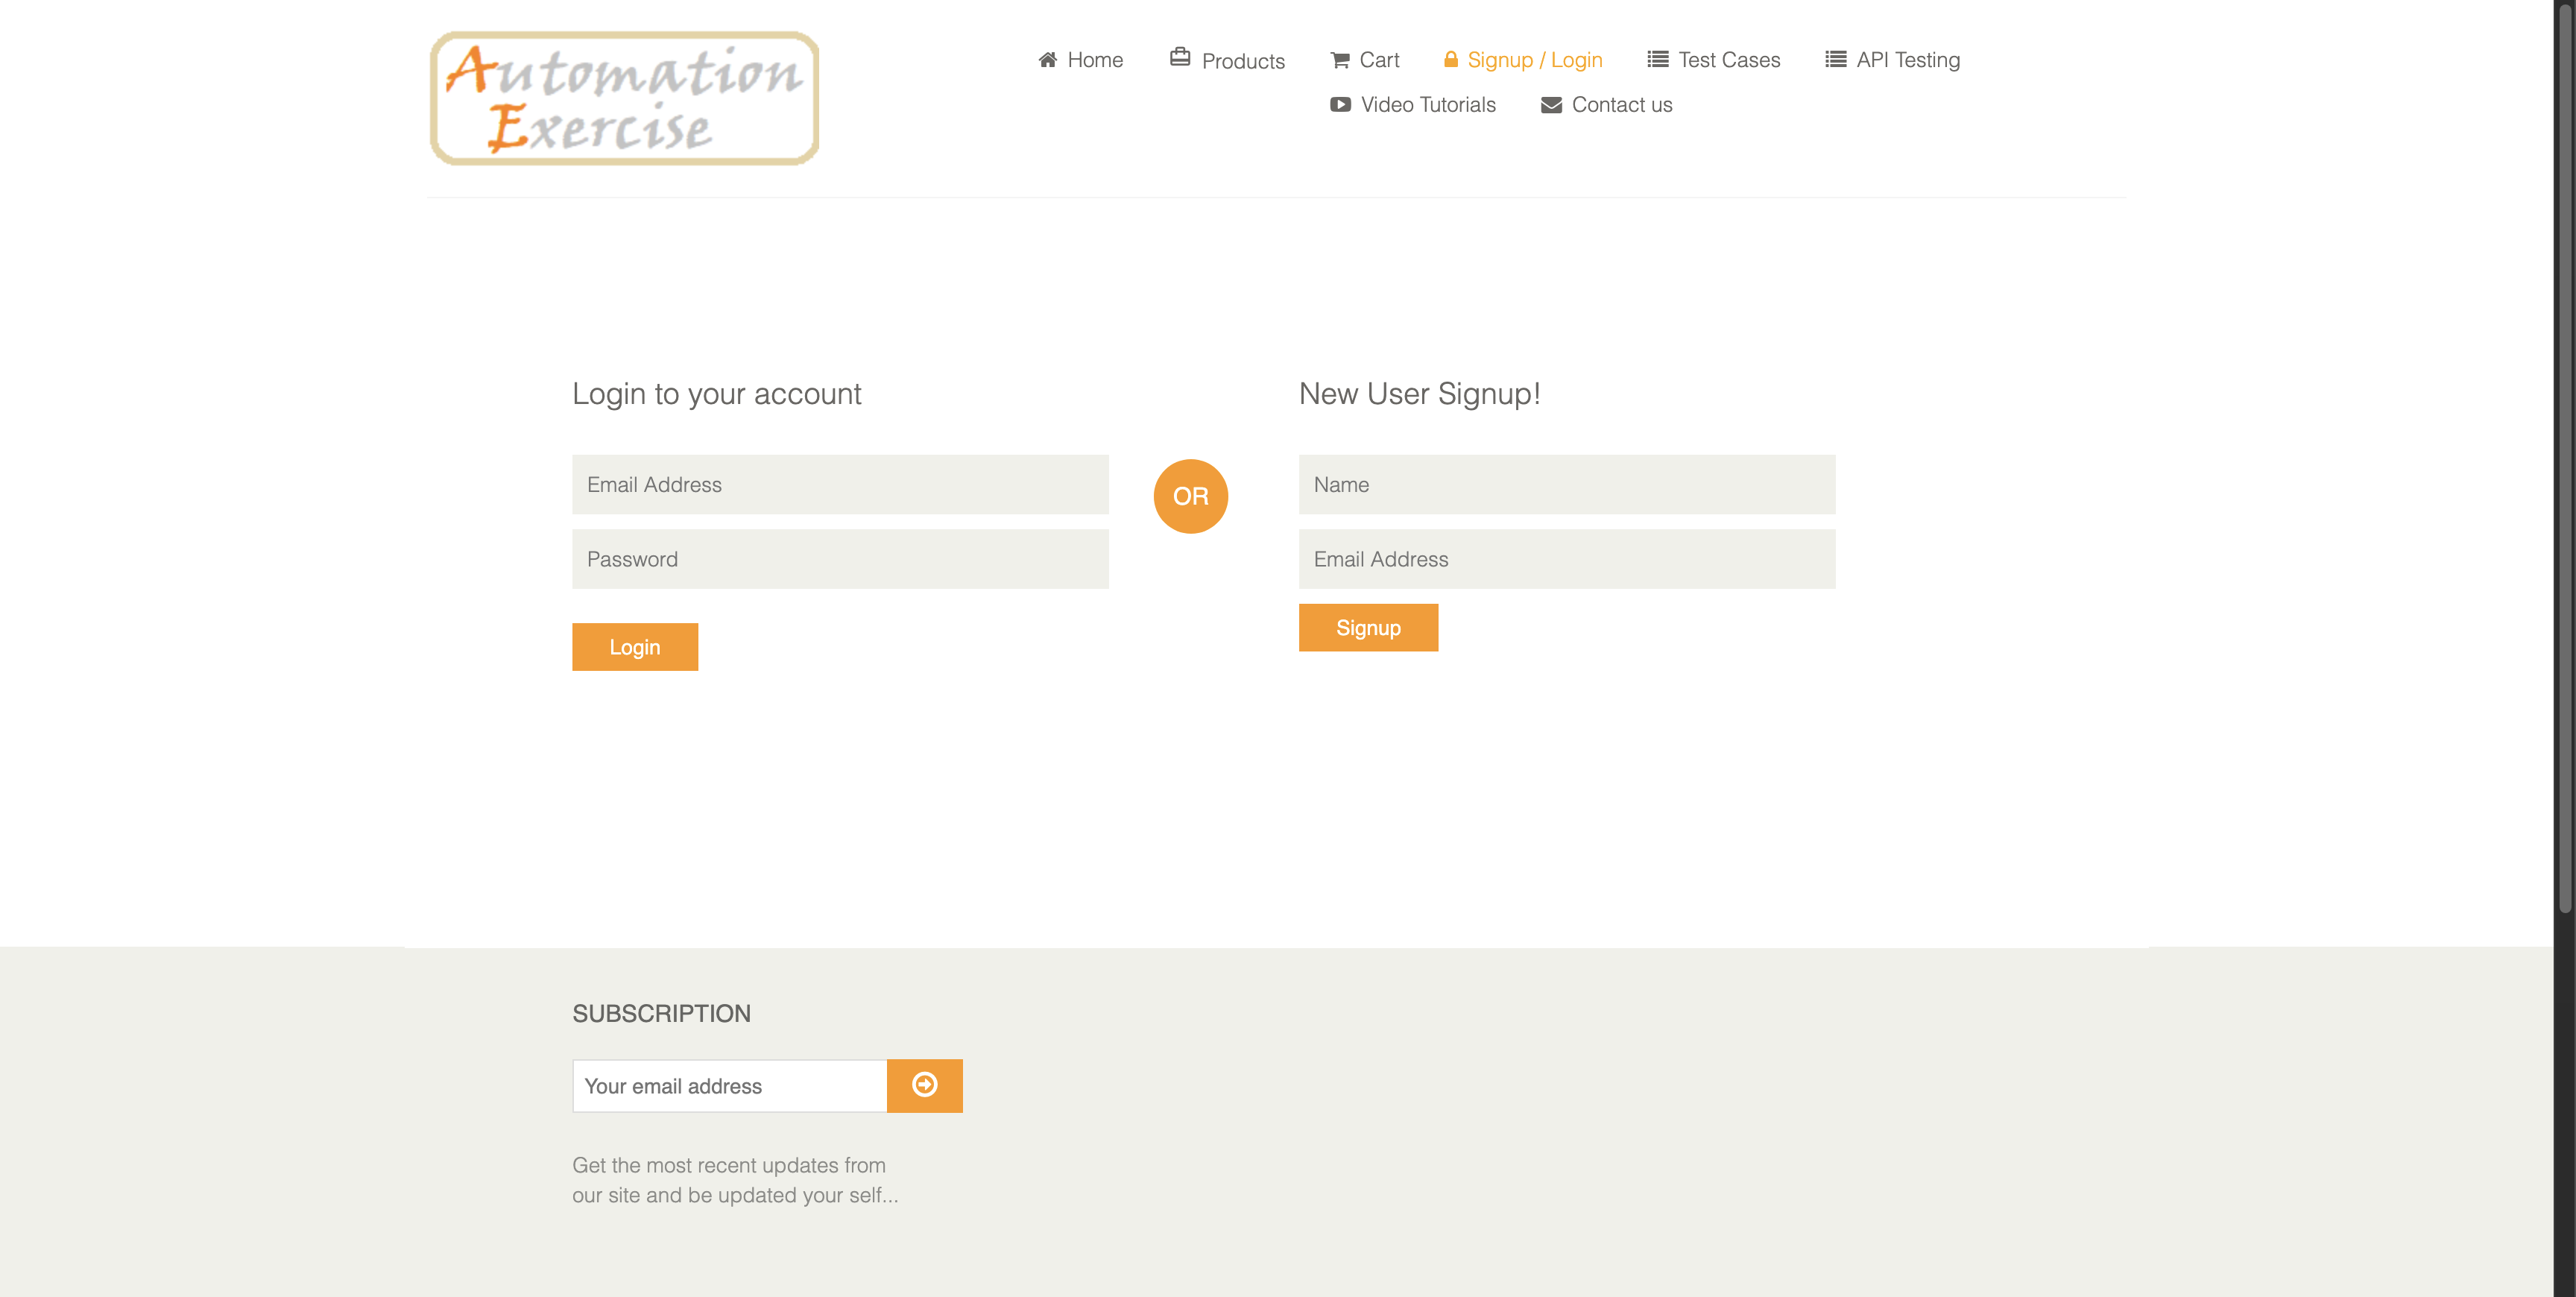 Automation
Exercise
Home
Products
Cart
Signup / Login
Test Cases
API Testing
Video Tutorials
Contact us
Login to your account
Email Address
Password
Login
OR
New User Signup!
Name
Email Address
Signup
SUBSCRIPTION
Your email address
Get the most recent updates from
our site and be updated your self...